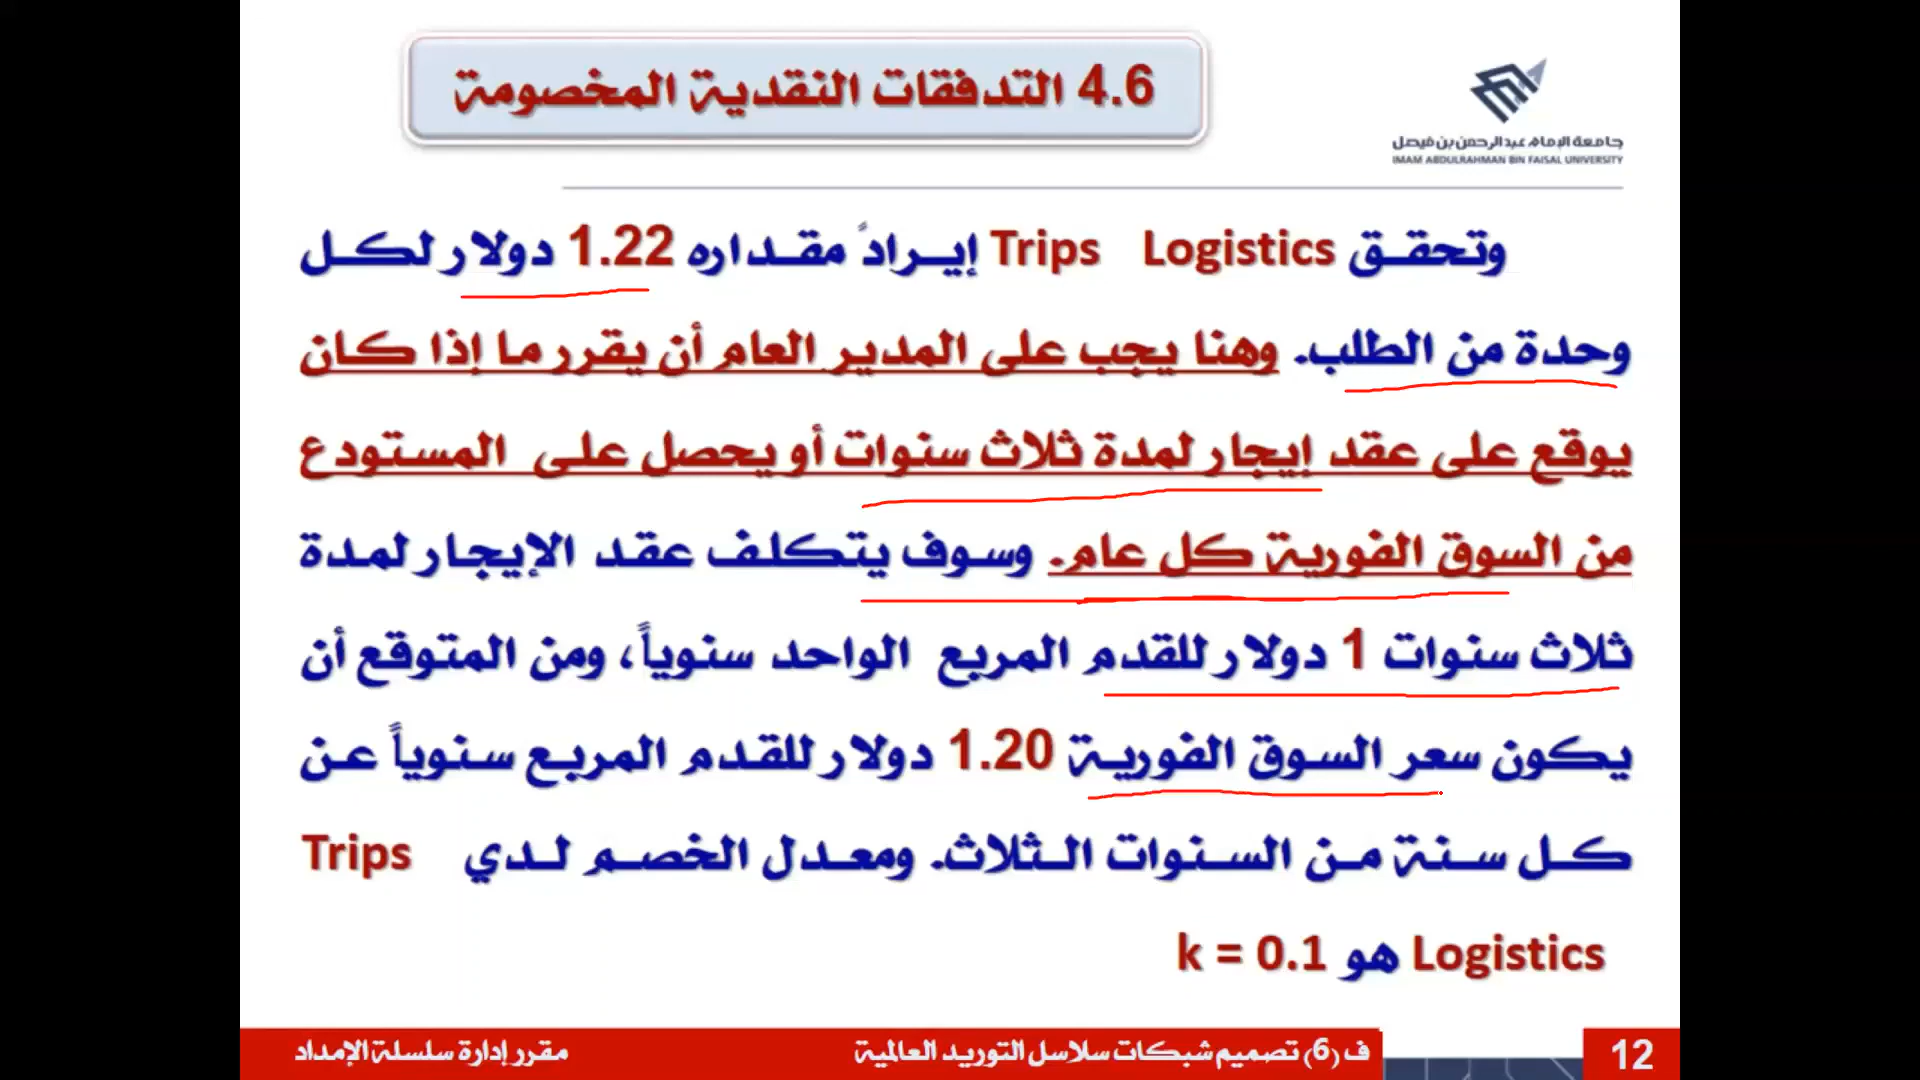 4.6 التدفقات النقدية المخصومة
جامعة الإمام عبدالرحمن بن فيصل
IMAM ABDULRAHMAN BIN FAISAL UNIVERSITY
وتحقق Trips Logistics إيراداً مقداره 1.22 دولار لكل
وحدة من الطلب. وهنا يجب على المدير العام أن يقرر ما إذا كان
يوقع على عقد إيجار لمدة ثلاث سنوات أو يحصل على المستودع
من السوق الفورية كل عام. وسوف يتكلف عقد الإيجار لمدة
ثلاث سنوات 1 دولار للقدم المربع الواحد سنوياً، ومن المتوقع أن
يكون سعر السوق الفورية 1.20 دولار للقدم المربع سنوياً عن
كل سنة من السنوات الثلاث. ومعدل الخصم لدي Trips
Logistics هو k = 0.1
مقرر إدارة سلسلة الإمداد
ف (6) تصميم شبكات سلاسل التوريد العالمية
12